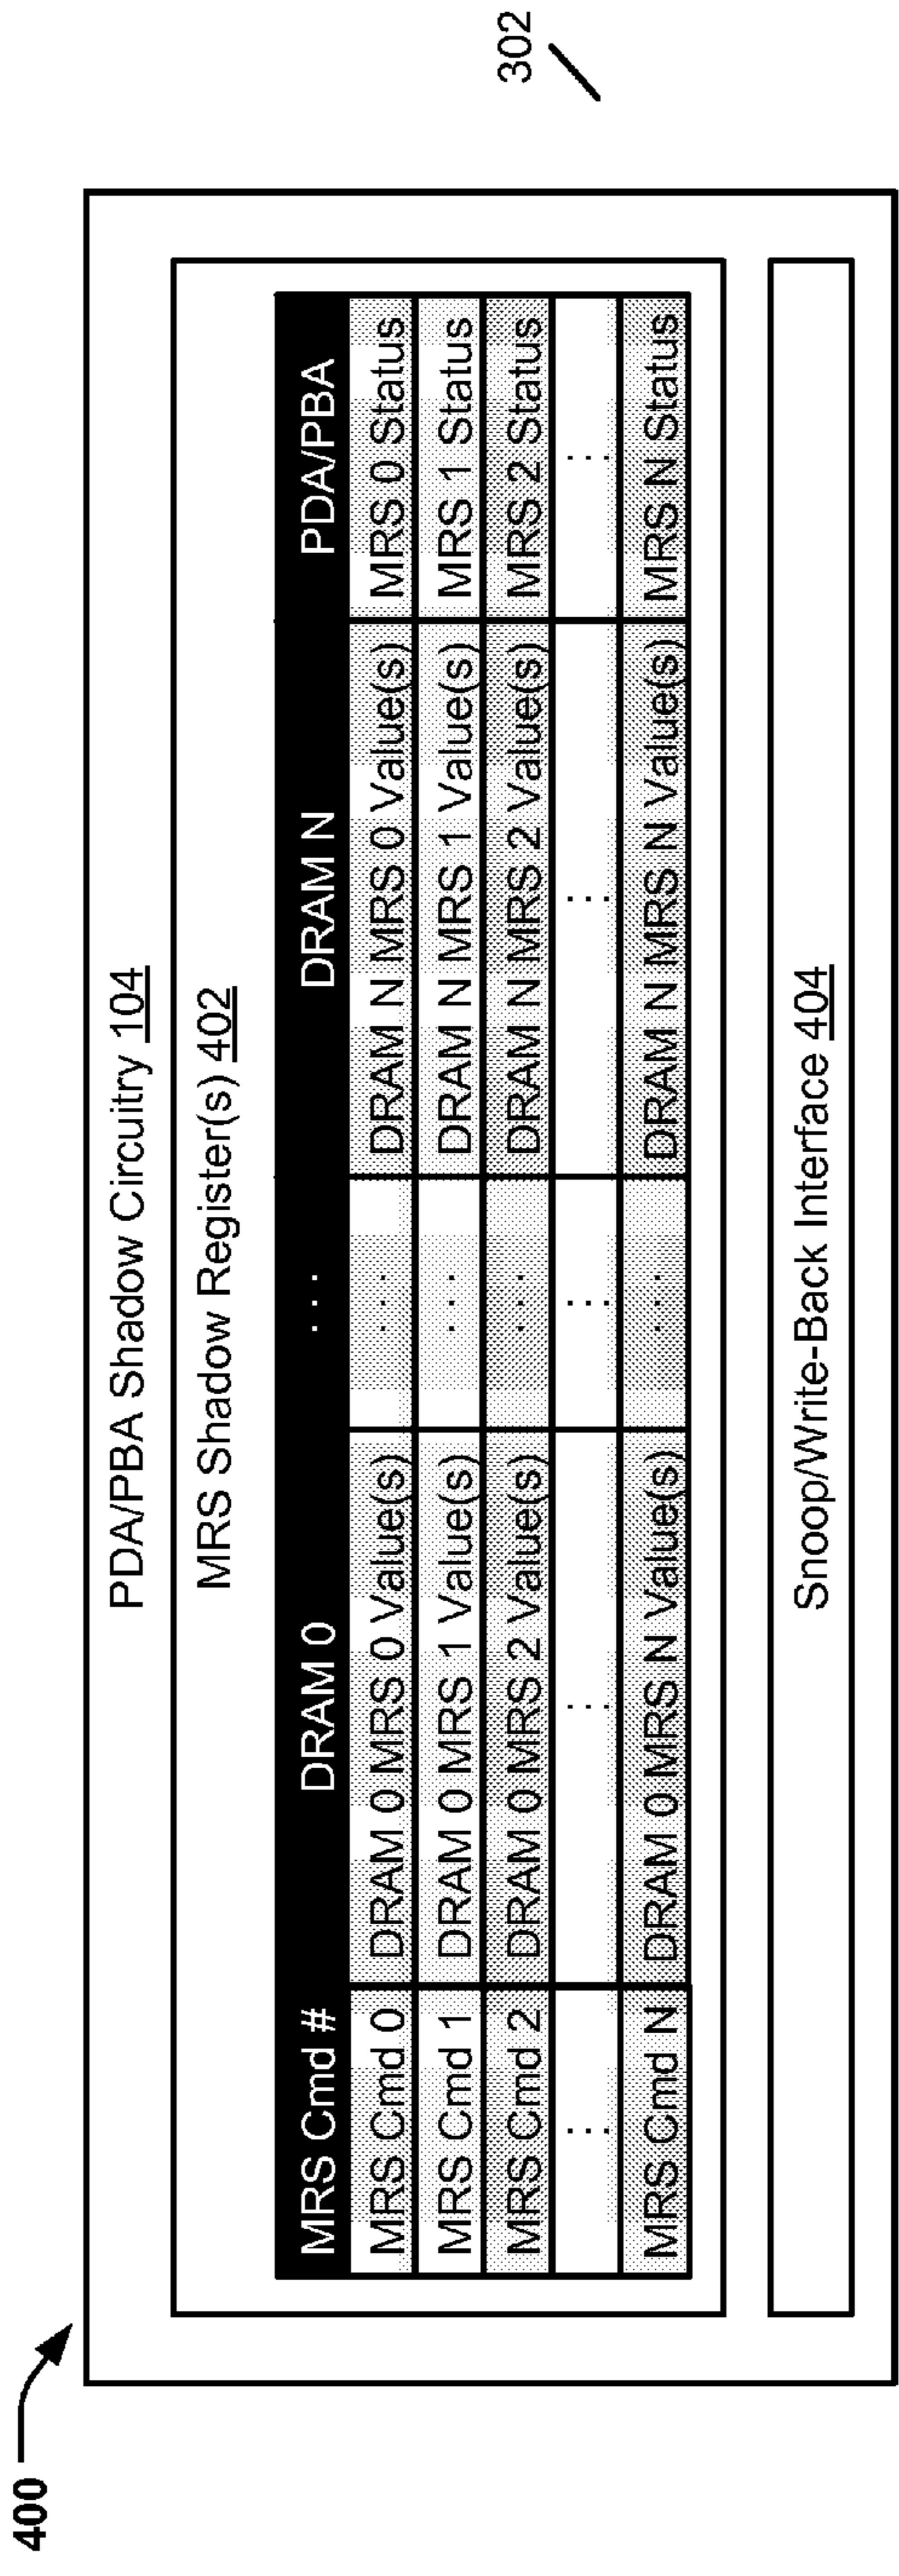 400
302
PDA/PBA Shadow Circuitry 104
MRS Shadow Register(s) 402
MRS Cmd # DRAM 0 ... DRAM N PDA/PBA
MRS Cmd 0 DRAM 0 MRS 0 Value(s) ... DRAM N MRS 0 Value(s) MRS 0 Status
MRS Cmd 1 DRAM 0 MRS 1 Value(s) ... DRAM N MRS 1 Value(s) MRS 1 Status
MRS Cmd 2 DRAM 0 MRS 2 Value(s) ... DRAM N MRS 2 Value(s) MRS 2 Status
... ... ... ... ...
MRS Cmd N DRAM 0 MRS N Value(s) ... DRAM N MRS N Value(s) MRS N Status
Snoop/Write-Back Interface 404